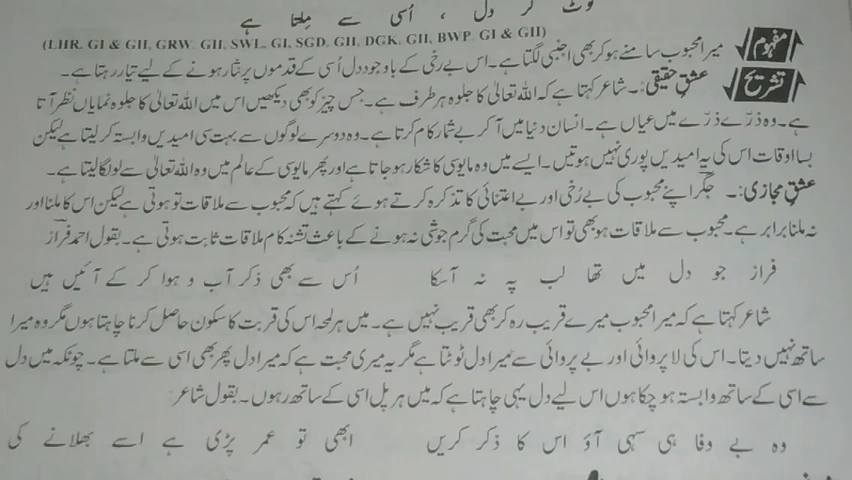 ٹوٹ کر دل ، اُسی سے مِلتا ہے
(LHR. GI & GII, GRW. GII, SWL. GI, SGD. GII, DGK. GII, BWP. GI & GII)
مفہوم میرا محبوب سامنے ہو کر بھی اجنبی لگتا ہے۔ اس بے رخی کے باوجود دل اُسی کے قدموں پر نثار ہونے کے لیے تیار رہتا ہے۔
تشریح عشقِ حقیقی:۔ شاعر کہتا ہے کہ اللہ تعالیٰ کا جلوہ ہر طرف ہے۔ جس چیز کو بھی دیکھیں اس میں اللہ تعالیٰ کا جلوہ نمایاں نظر آتا
ہے۔ وہ ذرّے ذرّے میں عیاں ہے۔ انسان دنیا میں آ کر بے شمار کام کرتا ہے۔ وہ دوسرے لوگوں سے بہت سی امیدیں وابستہ کر لیتا ہے لیکن
بسا اوقات اس کی یہ امیدیں پوری نہیں ہوتیں۔ ایسے میں وہ مایوسی کا شکار ہو جاتا ہے اور پھر مایوسی کے عالم میں وہ اللہ تعالیٰ سے لو لگا لیتا ہے۔
عشقِ مجازی:۔ جگر اپنے محبوب کی بے رُخی اور بے اعتنائی کا تذکرہ کرتے ہوئے کہتے ہیں کہ محبوب سے ملاقات تو ہوتی ہے لیکن اس کا ملنا اور
نہ ملنا برابر ہے۔ محبوب سے ملاقات ہو بھی تو اس میں محبت کی گرم جوشی نہ ہونے کے باعث تشنہ کام ملاقات ثابت ہوتی ہے۔ بقول احمد فراز
فراز جو دل میں تھا لب پہ نہ آسکا اُس سے بھی ذکر آب و ہوا کر کے آئیں ہیں
شاعر کہتا ہے کہ میرا محبوب میرے قریب رہ کر بھی قریب نہیں ہے۔ میں ہر لمحہ اس کی قربت کا سکون حاصل کرنا چاہتا ہوں مگر وہ میرا
ساتھ نہیں دیتا۔ اس کی لا پروائی اور بے پروائی سے میرا دل ٹوٹتا ہے مگر یہ میری محبت ہے کہ میرا دل پھر بھی اسی سے ملتا ہے۔ چونکہ میں دل
سے اسی کے ساتھ وابستہ ہو چکا ہوں اس لیے دل یہی چاہتا ہے کہ میں ہر پل اسی کے ساتھ رہوں۔ بقول شاعر
وہ بے وفا ہی سہی آؤ اس کا ذکر کریں ابھی تو عمر پڑی ہے اسے بھلانے کی